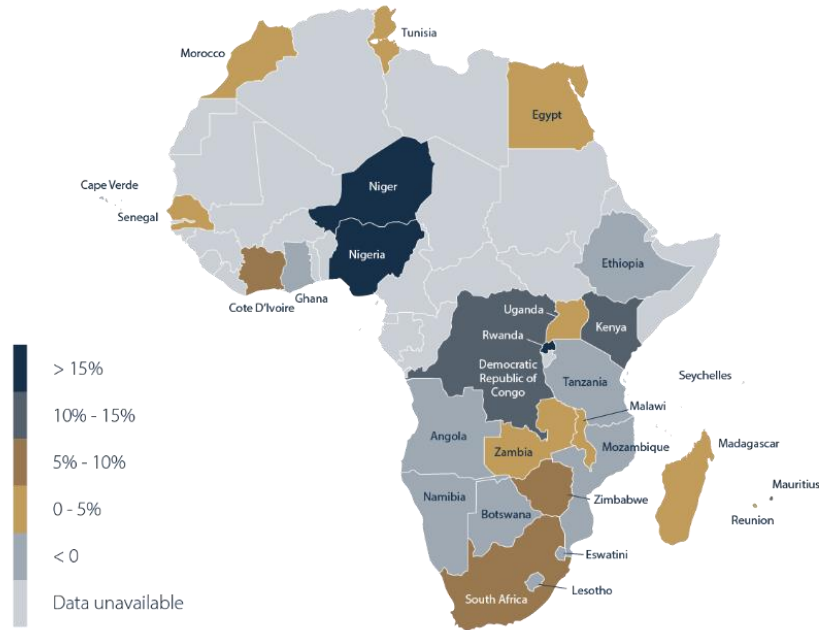 Tunisia
Morocco
Egypt
Cape Verde
Niger
Senegal
Nigeria
Ethiopia
Ghana
Cote D'Ivoire
Uganda
Kenya
Rwanda
Democratic
Republic of
Congo
Tanzania
Seychelles
Malawi
Angola
Zambia
Mozambique
Madagascar
Mauritius
Namibia
Zimbabwe
Botswana
Reunion
Eswatini
Lesotho
South Africa
> 15%
10% - 15%
5% - 10%
0 - 5%
< 0
Data unavailable